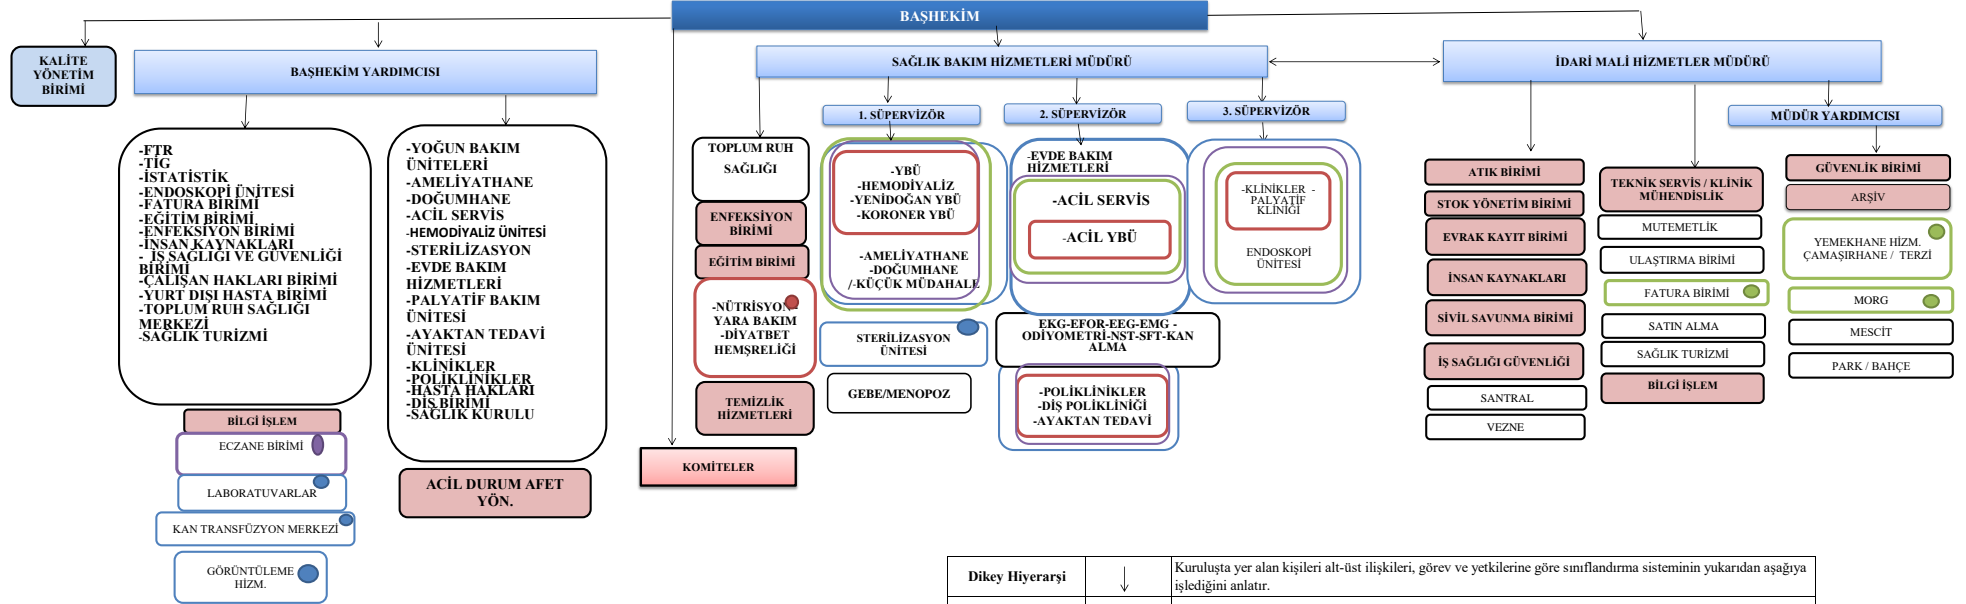 BAŞHEKİM
KALİTE
YÖNETİM
BİRİMİ
BAŞHEKİM YARDIMCISI
-FTR
-TİG
-İSTATİSTİK
-ENDOSKOPİ ÜNİTESİ
-FATURA BİRİMİ
-EĞİTİM BİRİMİ
-ENFEKSİYON BİRİMİ
-İNSAN KAYNAKLARI
- İŞ SAĞLIĞI VE GÜVENLİĞİ
BİRİMİ
-ÇALIŞAN HAKLARI BİRİMİ
-YURT DIŞI HASTA BİRİMİ
-TOPLUM RUH SAĞLIĞI
MERKEZİ
-SAĞLIK TURİZMİ
BİLGİ İŞLEM
ECZANE BİRİMİ
LABORATUVARLAR
KAN TRANSFÜZYON MERKEZİ
GÖRÜNTÜLEME
HİZM.
-YOĞUN BAKIM
ÜNİTELERİ
-AMELİYATHANE
-DOĞUMHANE
-ACİL SERVİS
-HEMODİYALİZ ÜNİTESİ
-STERİLİZASYON
-EVDE BAKIM
HİZMETLERİ
-PALYATİF BAKIM
ÜNİTESİ
-AYAKTAN TEDAVİ
ÜNİTESİ
-KLİNİKLER
-POLİKLİNİKLER
-HASTA HAKLARI
-DİŞ BİRİMİ
-SAĞLIK KURULU
ACİL DURUM AFET
YÖN.
SAĞLIK BAKIM HİZMETLERİ MÜDÜRÜ
TOPLUM RUH
SAĞLIĞI
ENFEKSİYON
BİRİMİ
EĞİTİM BİRİMİ
-NÜTRİSYON -
YARA BAKIM
-DİYATBET
HEMŞRELİĞİ
TEMİZLİK
HİZMETLERİ
KOMİTELER
1. SÜPERVİZÖR
-YBÜ
-HEMODİYALİZ
-YENİDOĞAN YBÜ
-KORONER YBÜ
-AMELİYATHANE
-DOĞUMHANE
/-KÜÇÜK MÜDAHALE
STERİLİZASYON
ÜNİTESİ
GEBE/MENOPOZ
2. SÜPERVİZÖR
-EVDE BAKIM
HİZMETLERİ
-ACİL SERVİS
-ACİL YBÜ
EKG-EFOR-EEG-EMG -
ODİYOMETRİ-NST-SFT-KAN
ALMA
-POLİKLİNİKLER
-DİŞ POLİKLİNİĞİ
-AYAKTAN TEDAVİ
3. SÜPERVİZÖR
-KLİNİKLER -
PALYATİF
KLİNİĞİ
ENDOSKOPİ
ÜNİTESİ
İDARİ MALİ HİZMETLER MÜDÜRÜ
ATIK BİRİMİ
STOK YÖNETİM BİRİMİ
EVRAK KAYIT BİRİMİ
İNSAN KAYNAKLARI
SİVİL SAVUNMA BİRİMİ
İŞ SAĞLIĞI GÜVENLİĞİ
SANTRAL
VEZNE
TEKNİK SERVİS / KLİNİK
MÜHENDİSLİK
MUTEMETLİK
ULAŞTIRMA BİRİMİ
FATURA BİRİMİ
SATIN ALMA
SAĞLIK TURİZMİ
BİLGİ İŞLEM
MÜDÜR YARDIMCISI
GÜVENLİK BİRİMİ
ARŞİV
YEMEKHANE HİZM.
ÇAMAŞIRHANE / TERZİ
MORG
MESCİT
PARK / BAHÇE
Dikey Hiyerarşi
Kuruluşta yer alan kişileri alt-üst ilişkileri, görev ve yetkilerine göre sınıflandırma sisteminin yukarıdan aşağıya
işlediğini anlatır.